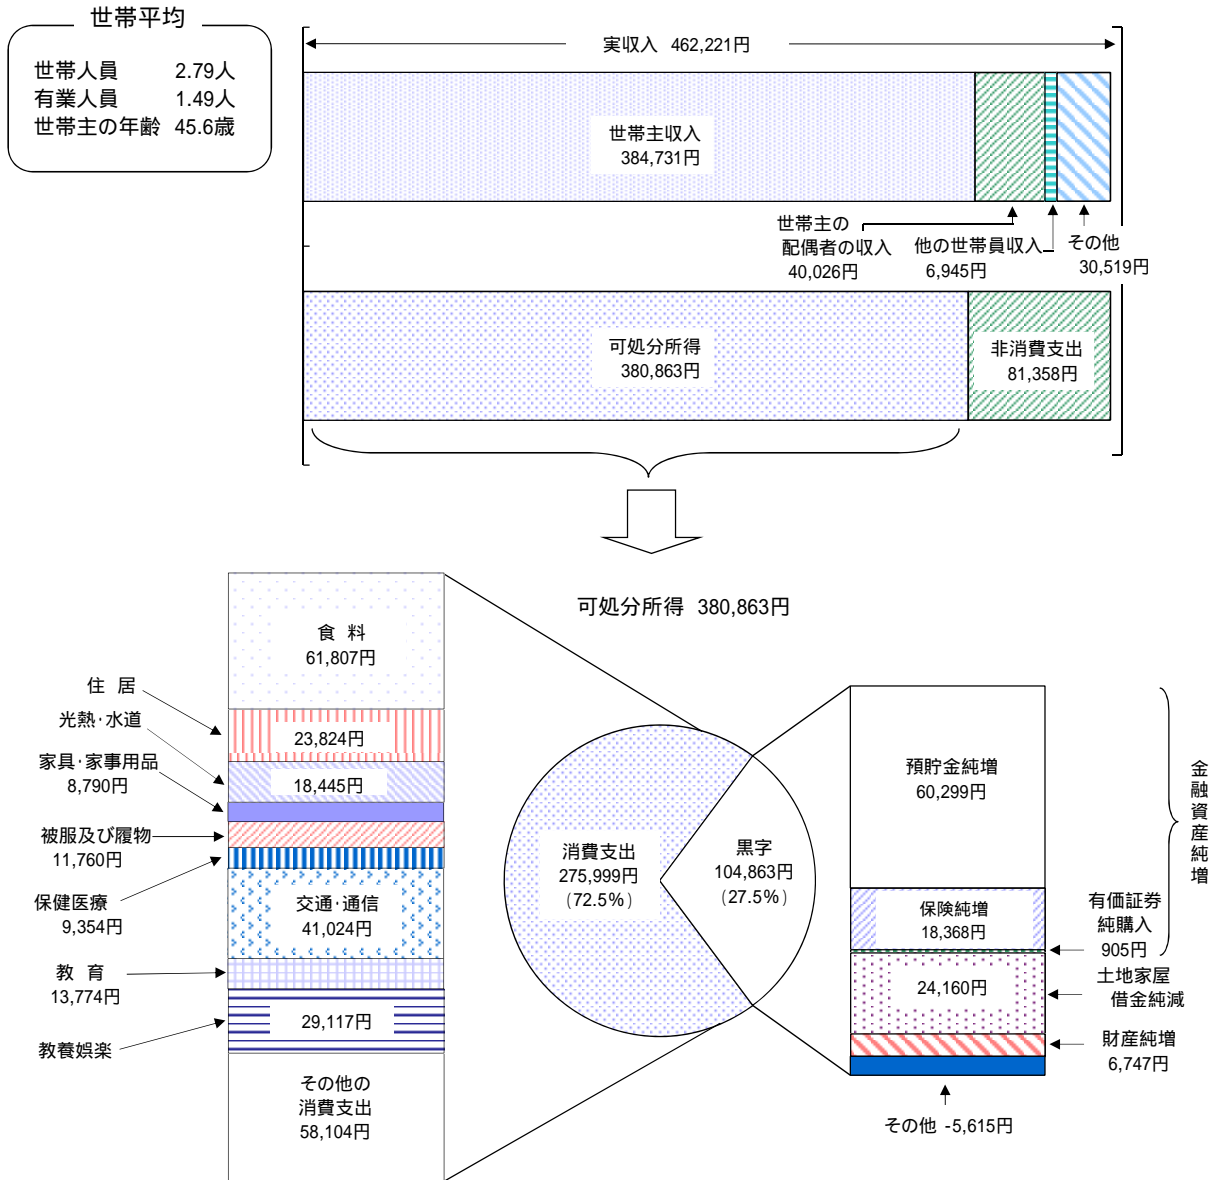 世帯平均
世帯人員 2.79人
有業人員 1.49人
世帯主の年齢 45.6歳
実収入 462,221円
世帯主収入
384,731円
世帯主の
配偶者の収入
40,026円
他の世帯員収入
6,945円
その他
30,519円
可処分所得
380,863円
非消費支出
81,358円
可処分所得 380,863円
食 料
61,807円
住 居
23,824円
光熱・水道
18,445円
家具・家事用品
8,790円
被服及び履物
11,760円
保健医療
9,354円
交通・通信
41,024円
教 育
13,774円
教養娯楽
29,117円
その他の
消費支出
58,104円
消費支出
275,999円
(72.5%)
黒字
104,863円
(27.5%)
預貯金純増
60,299円
保険純増
18,368円
有価証券
純購入
905円
金融資産純増
土地家屋
借金純減
24,160円
財産純増
6,747円
その他 -5,615円